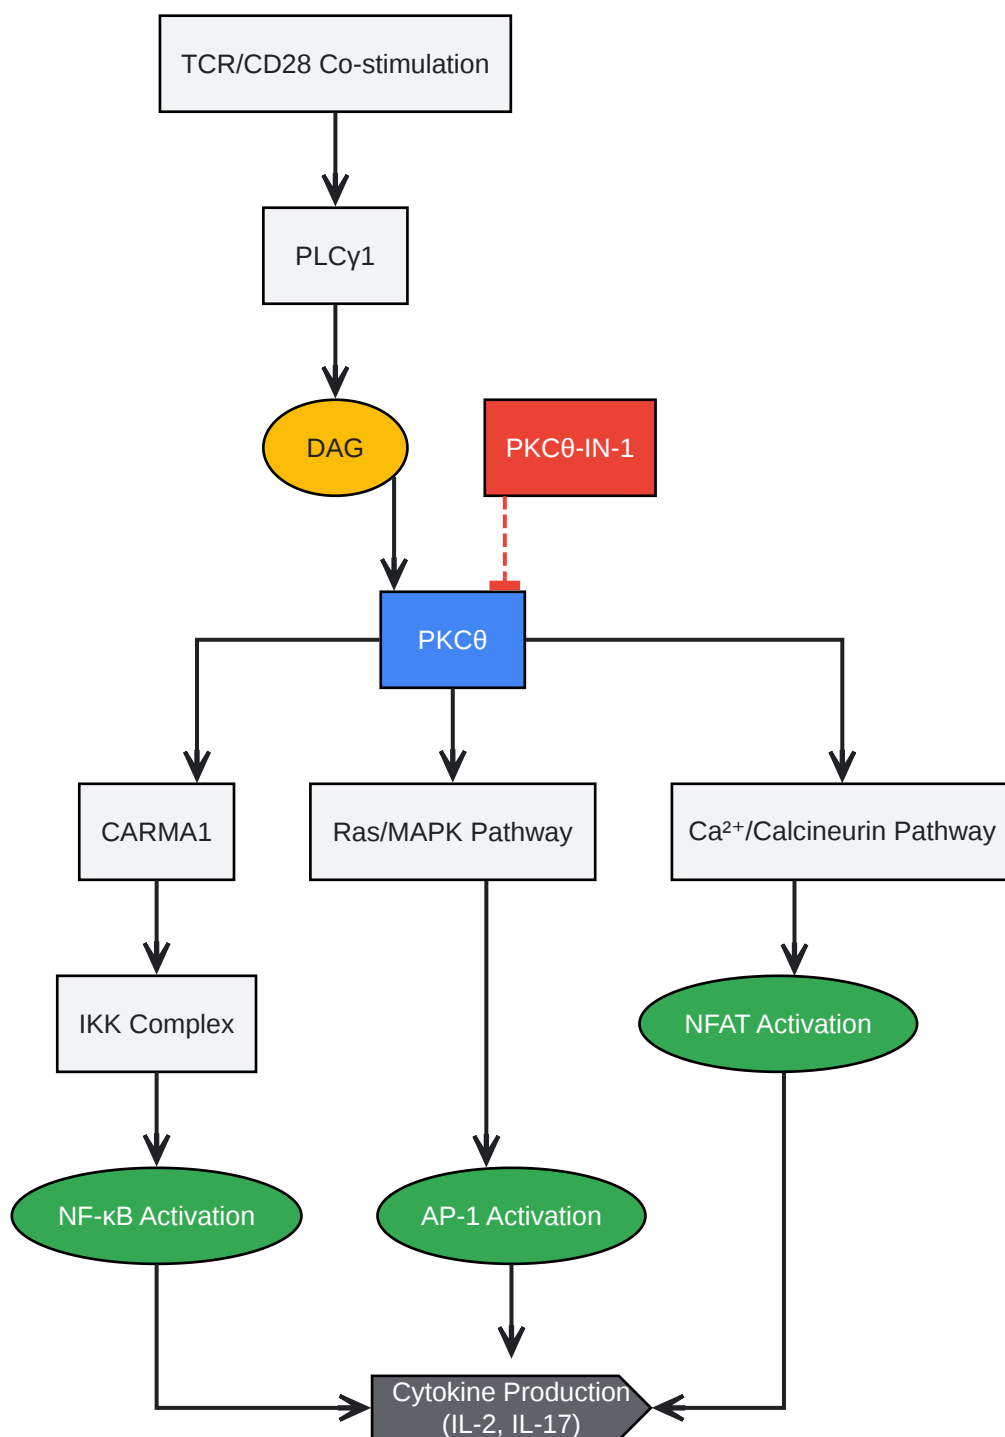 TCR/CD28 Co-stimulation
PLCγ1
DAG
PKCθ-IN-1
PKCθ
CARMA1
Ras/MAPK Pathway
Ca²⁺/Calcineurin Pathway
IKK Complex
NFAT Activation
NF-κB Activation
AP-1 Activation
Cytokine Production
(IL-2, IL-17)